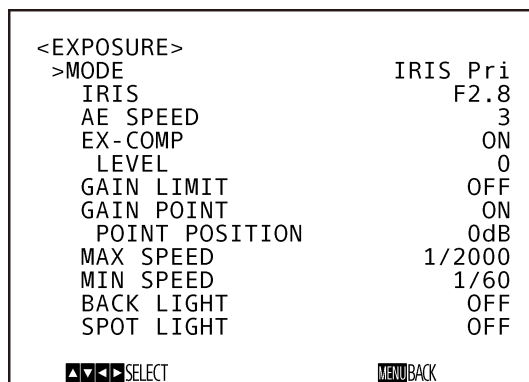 <EXPOSURE>
>MODE IRIS Pri
IRIS F2.8
AE SPEED 3
EX-COMP ON
LEVEL 0
GAIN LIMIT OFF
GAIN POINT ON
POINT POSITION 0dB
MAX SPEED 1/2000
MIN SPEED 1/60
BACK LIGHT OFF
SPOT LIGHT OFF
▲▼◀▶SELECT MENUBACK